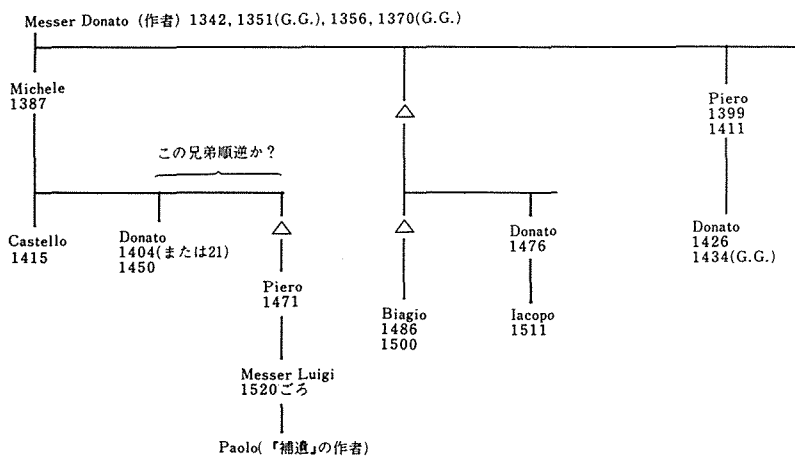 Messer Donato (作者) 1342, 1351(G.G.), 1356, 1370(G.G.)
Michele
1387
Piero
1399
1411
この兄弟順逆か?
Castello
1415
Donato
1404(または21)
1450
Piero
1471
Messer Luigi
1520ごろ
Paolo(『補遺』の作者)
Biagio
1486
1500
Donato
1476
Iacopo
1511
Donato
1426
1434(G.G.)